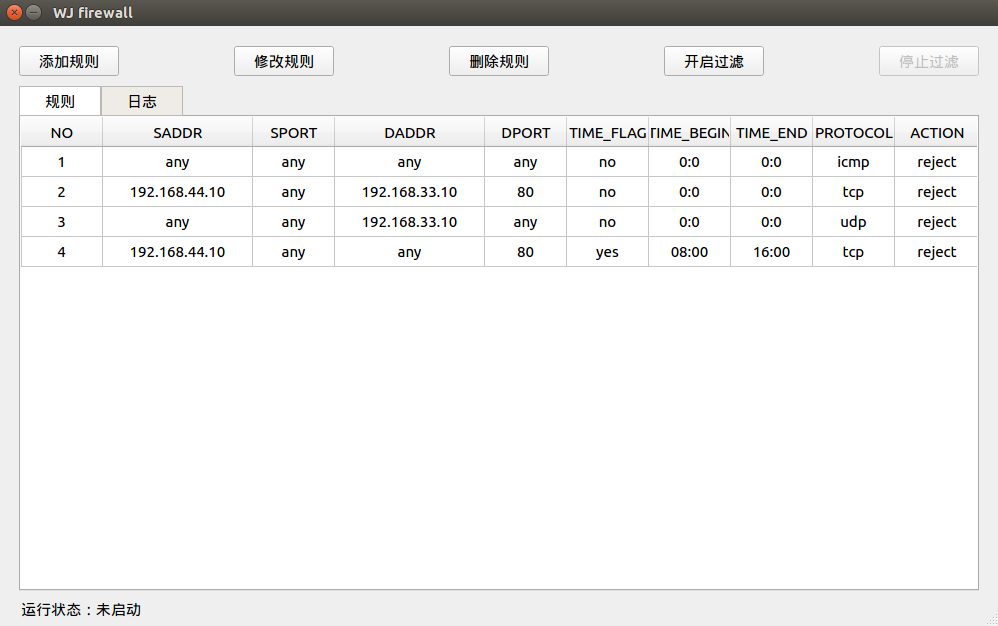 WJ firewall
添加规则 修改规则 删除规则 开启过滤 停止过滤
规则 日志
NO SADDR SPORT DADDR DPORT TIME_FLAG TIME_BEGIN TIME_END PROTOCOL ACTION
1 any any any any no 0:0 0:0 icmp reject
2 192.168.44.10 any 192.168.33.10 80 no 0:0 0:0 tcp reject
3 any any 192.168.33.10 any no 0:0 0:0 udp reject
4 192.168.44.10 any any 80 yes 08:00 16:00 tcp reject
运行状态：未启动